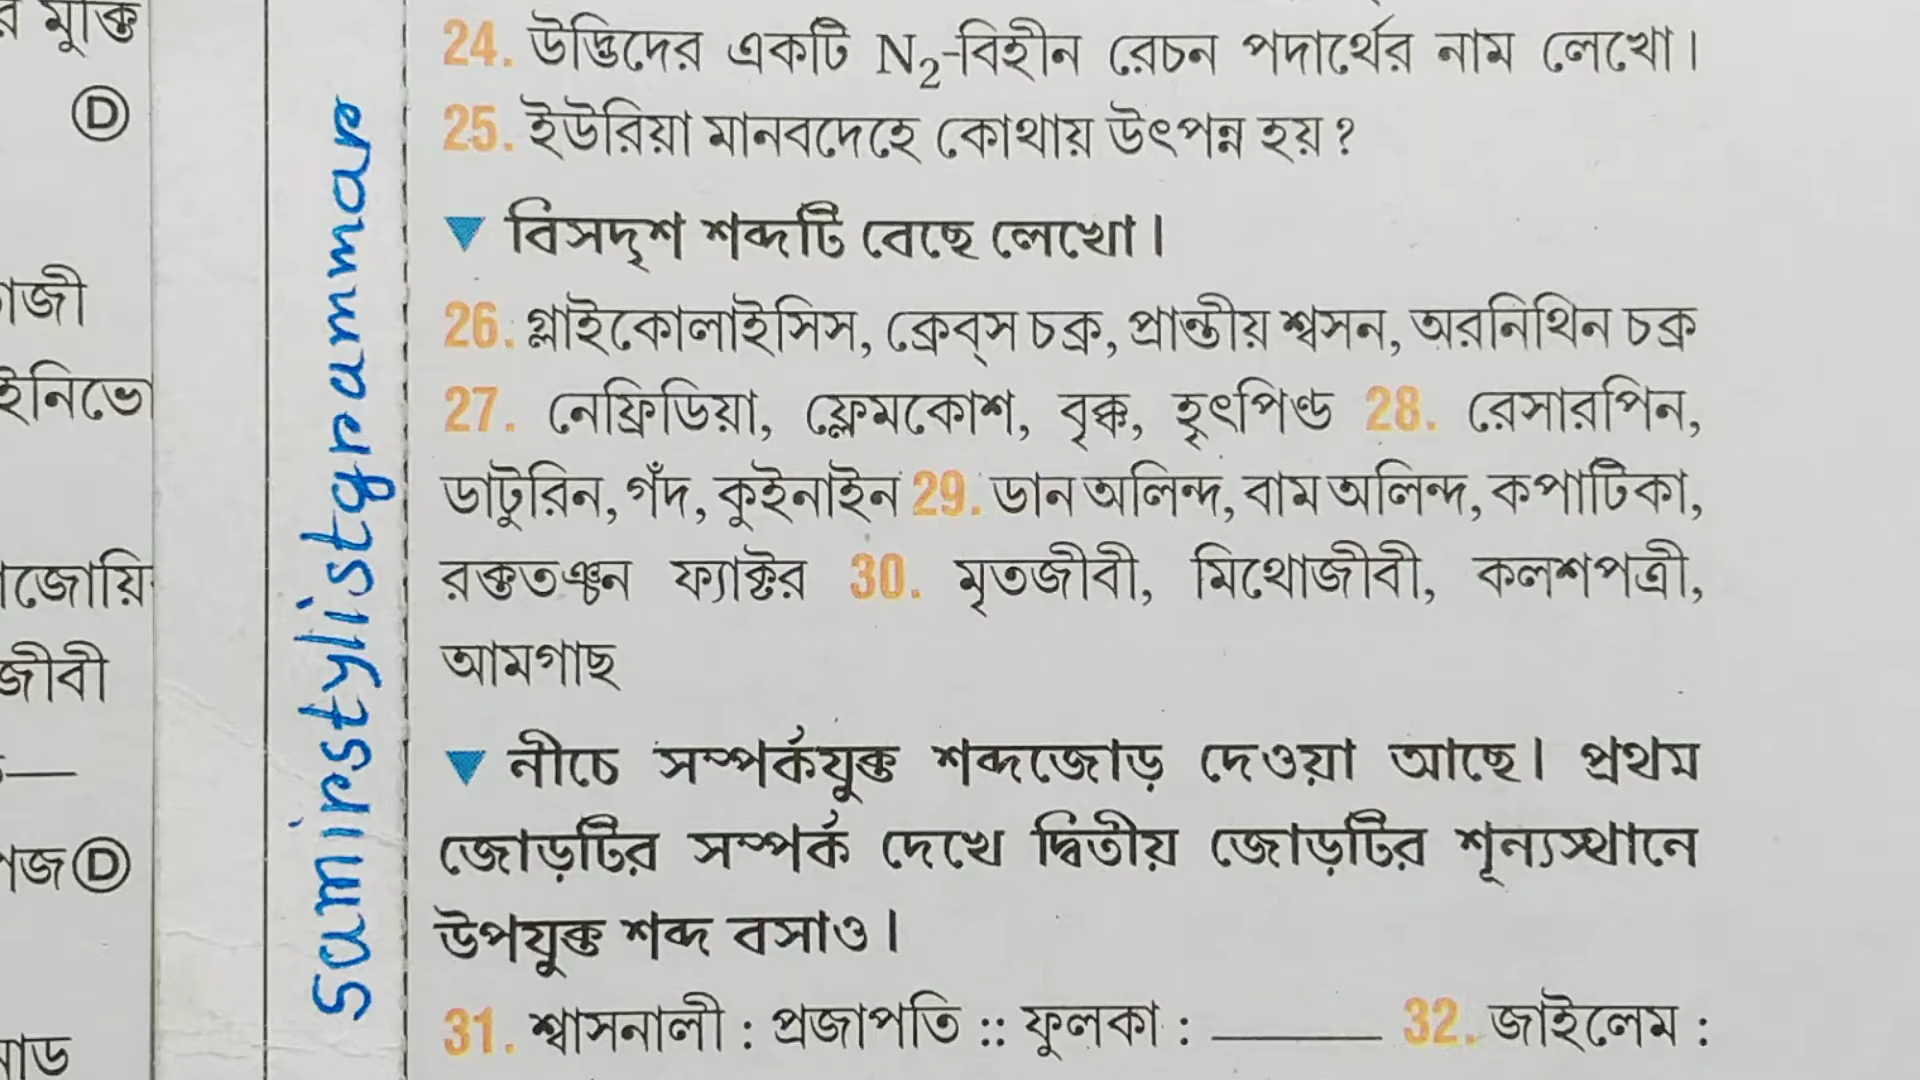 র মুক্তি
Ⓓ
গজী
ইনিভে
জীবী
Ⓓ
samirstylistgrammar
24. উদ্ভিদের একটি N₂-বিহীন রেচন পদার্থের নাম লেখো।
25. ইউরিয়া মানবদেহে কোথায় উৎপন্ন হয়?
▼ বিসদৃশ শব্দটি বেছে লেখো।
26. গ্লাইকোলাইসিস, ক্রেব্‌স চক্র, প্রান্তীয় শ্বসন, অরনিথিন চক্র
27. নেফ্রিডিয়া, ফ্লেমকোশ, বৃক্ক, হৃৎপিণ্ড 28. রেসারপিন,
ডাটুরিন, গঁদ, কুইনাইন 29. ডান অলিন্দ, বাম অলিন্দ, কপাটিকা,
রক্ততঞ্চন ফ্যাক্টর 30. মৃতজীবী, মিথোজীবী, কলশপত্রী,
আমগাছ
▼ নীচে সম্পর্কযুক্ত শব্দজোড় দেওয়া আছে। প্রথম
জোড়টির সম্পর্ক দেখে দ্বিতীয় জোড়টির শূন্যস্থানে
উপযুক্ত শব্দ বসাও।
31. শ্বাসনালী : প্রজাপতি :: ফুলকা : ______ 32. জাইলেম :